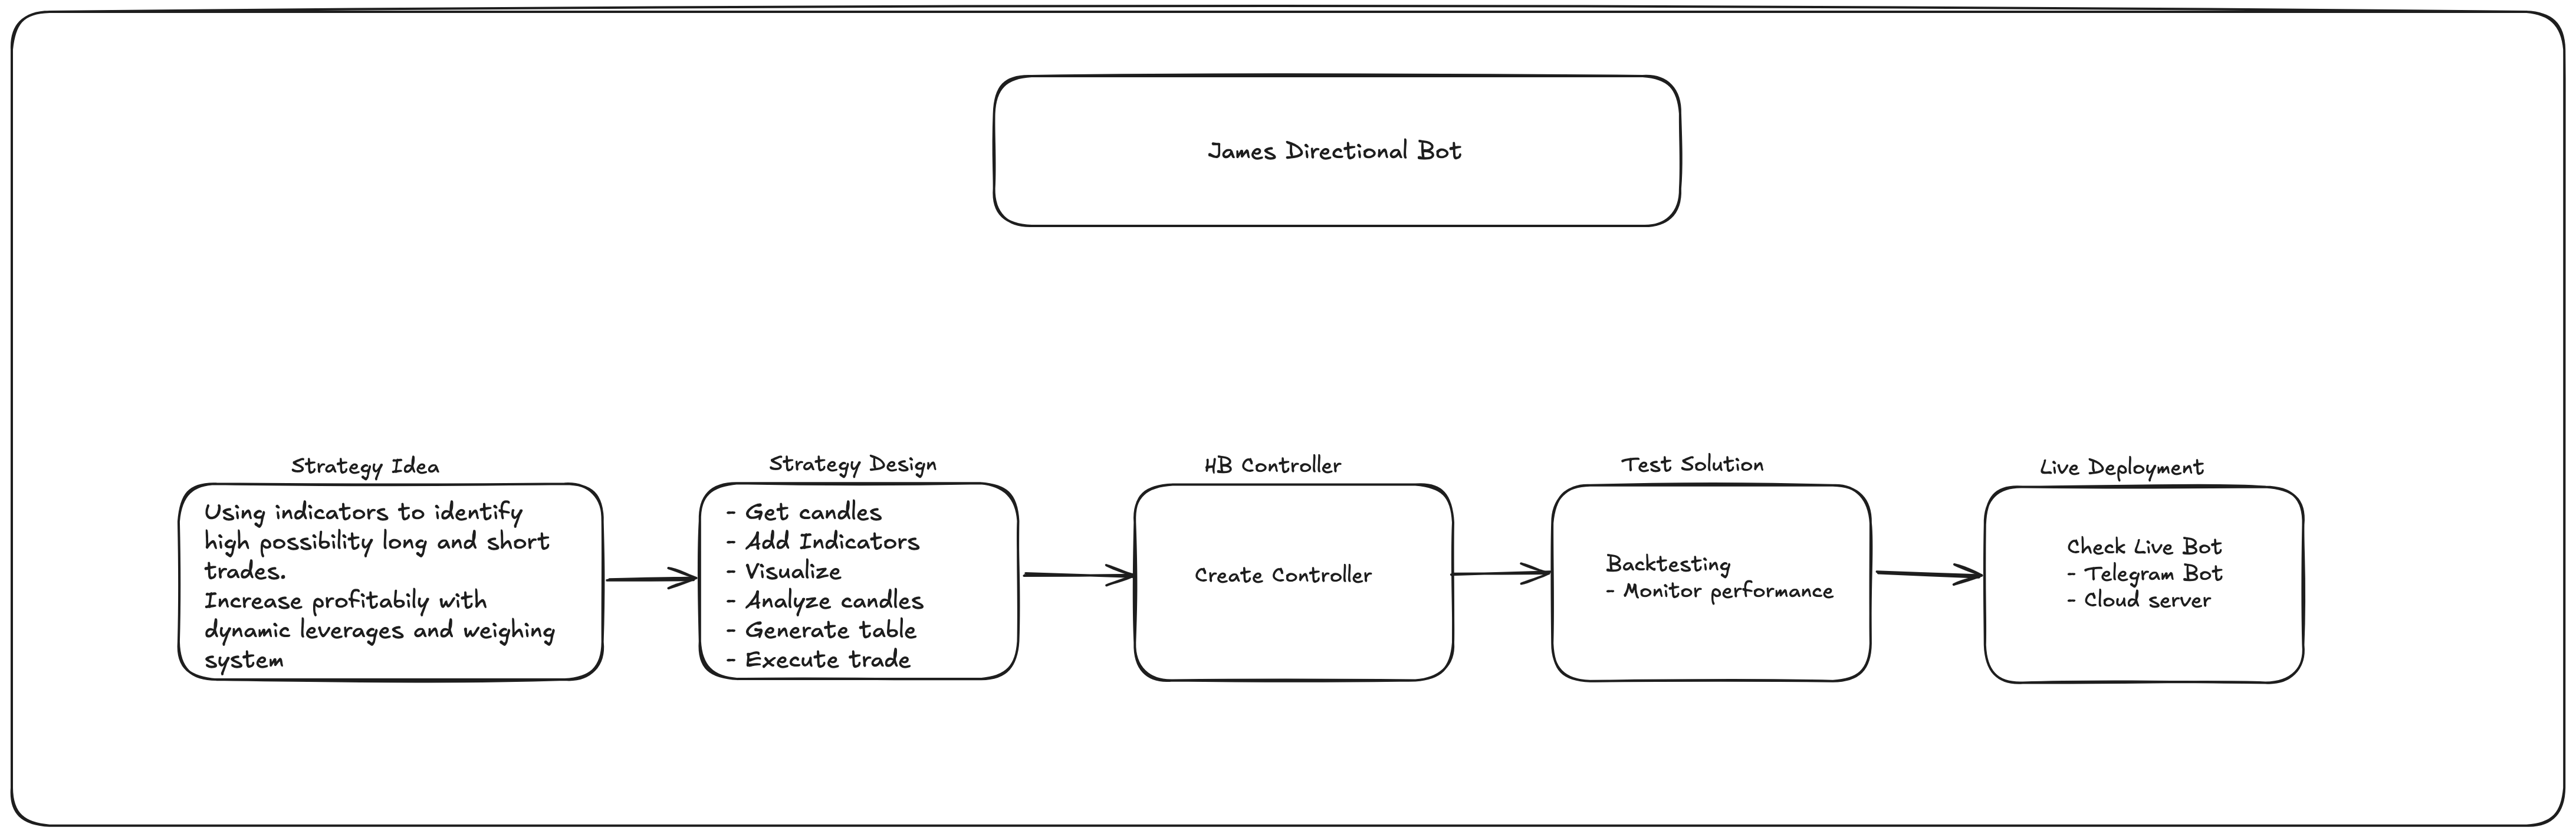 James Directional Bot
Strategy Idea
Using indicators to identify
high possibility long and short
trades.
Increase profitabily with
dynamic leverages and weighing
system
Strategy Design
- Get candles
- Add Indicators
- Visualize
- Analyze candles
- Generate table
- Execute trade
HB Controller
Create Controller
Test Solution
Backtesting
- Monitor performance
Live Deployment
Check Live Bot
- Telegram Bot
- Cloud server